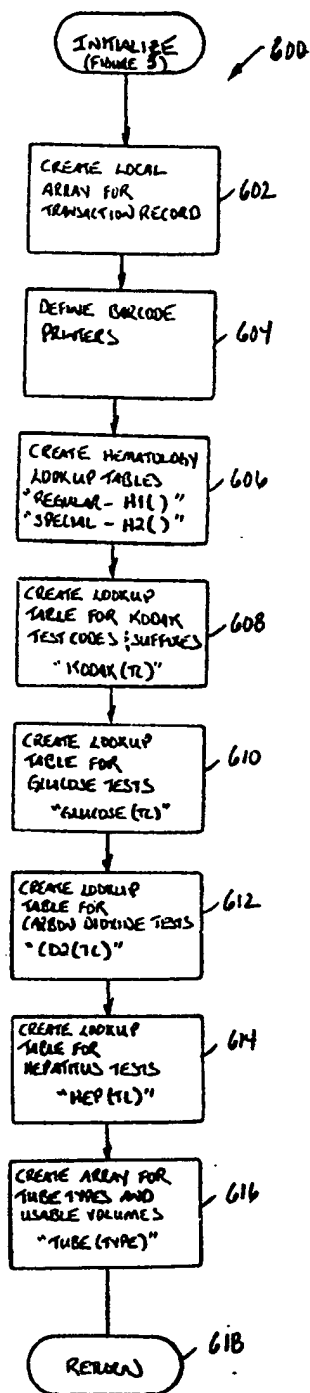 INITIALIZE
(FIGURE 5)
600
CREATE LOCAL
ARRAY FOR
TRANSACTION RECORD
602
DEFINE BARCODE
PRINTERS
604
CREATE HEMATOLOGY
LOOKUP TABLES
"REGULAR - H1( )"
"SPECIAL - H2( )"
606
CREATE LOOKUP
TABLE FOR KODAK
TEST CODES & SUFFIXES
"KODAK(TC)"
608
CREATE LOOKUP
TABLE FOR
GLUCOSE TESTS
"GLUCOSE(TC)"
610
CREATE LOOKUP
TABLE FOR
CARBON DIOXIDE TESTS
"CO2(TC)"
612
CREATE LOOKUP
TABLE FOR
HEPATITUS TESTS
"HEP(TC)"
614
CREATE ARRAY FOR
TUBE TYPES AND
USABLE VOLUMES
"TUBE(TYPE)"
616
RETURN
618